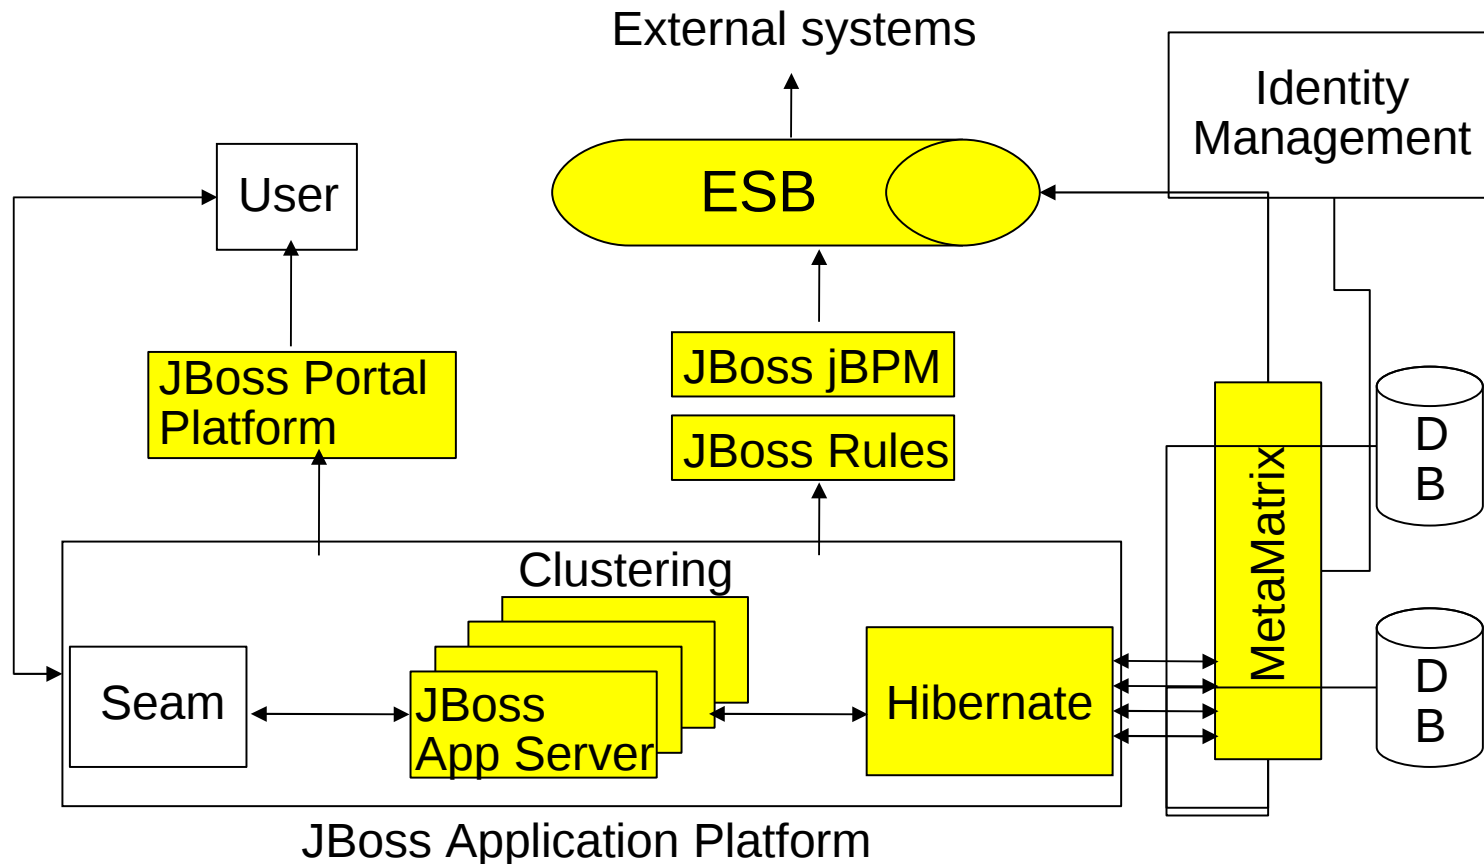 External systems
Identity
Management
User
ESB
JBoss Portal
Platform
JBoss jBPM
JBoss Rules
D
B
MetaMatrix
Clustering
Seam
JBoss
App Server
Hibernate
D
B
JBoss Application Platform